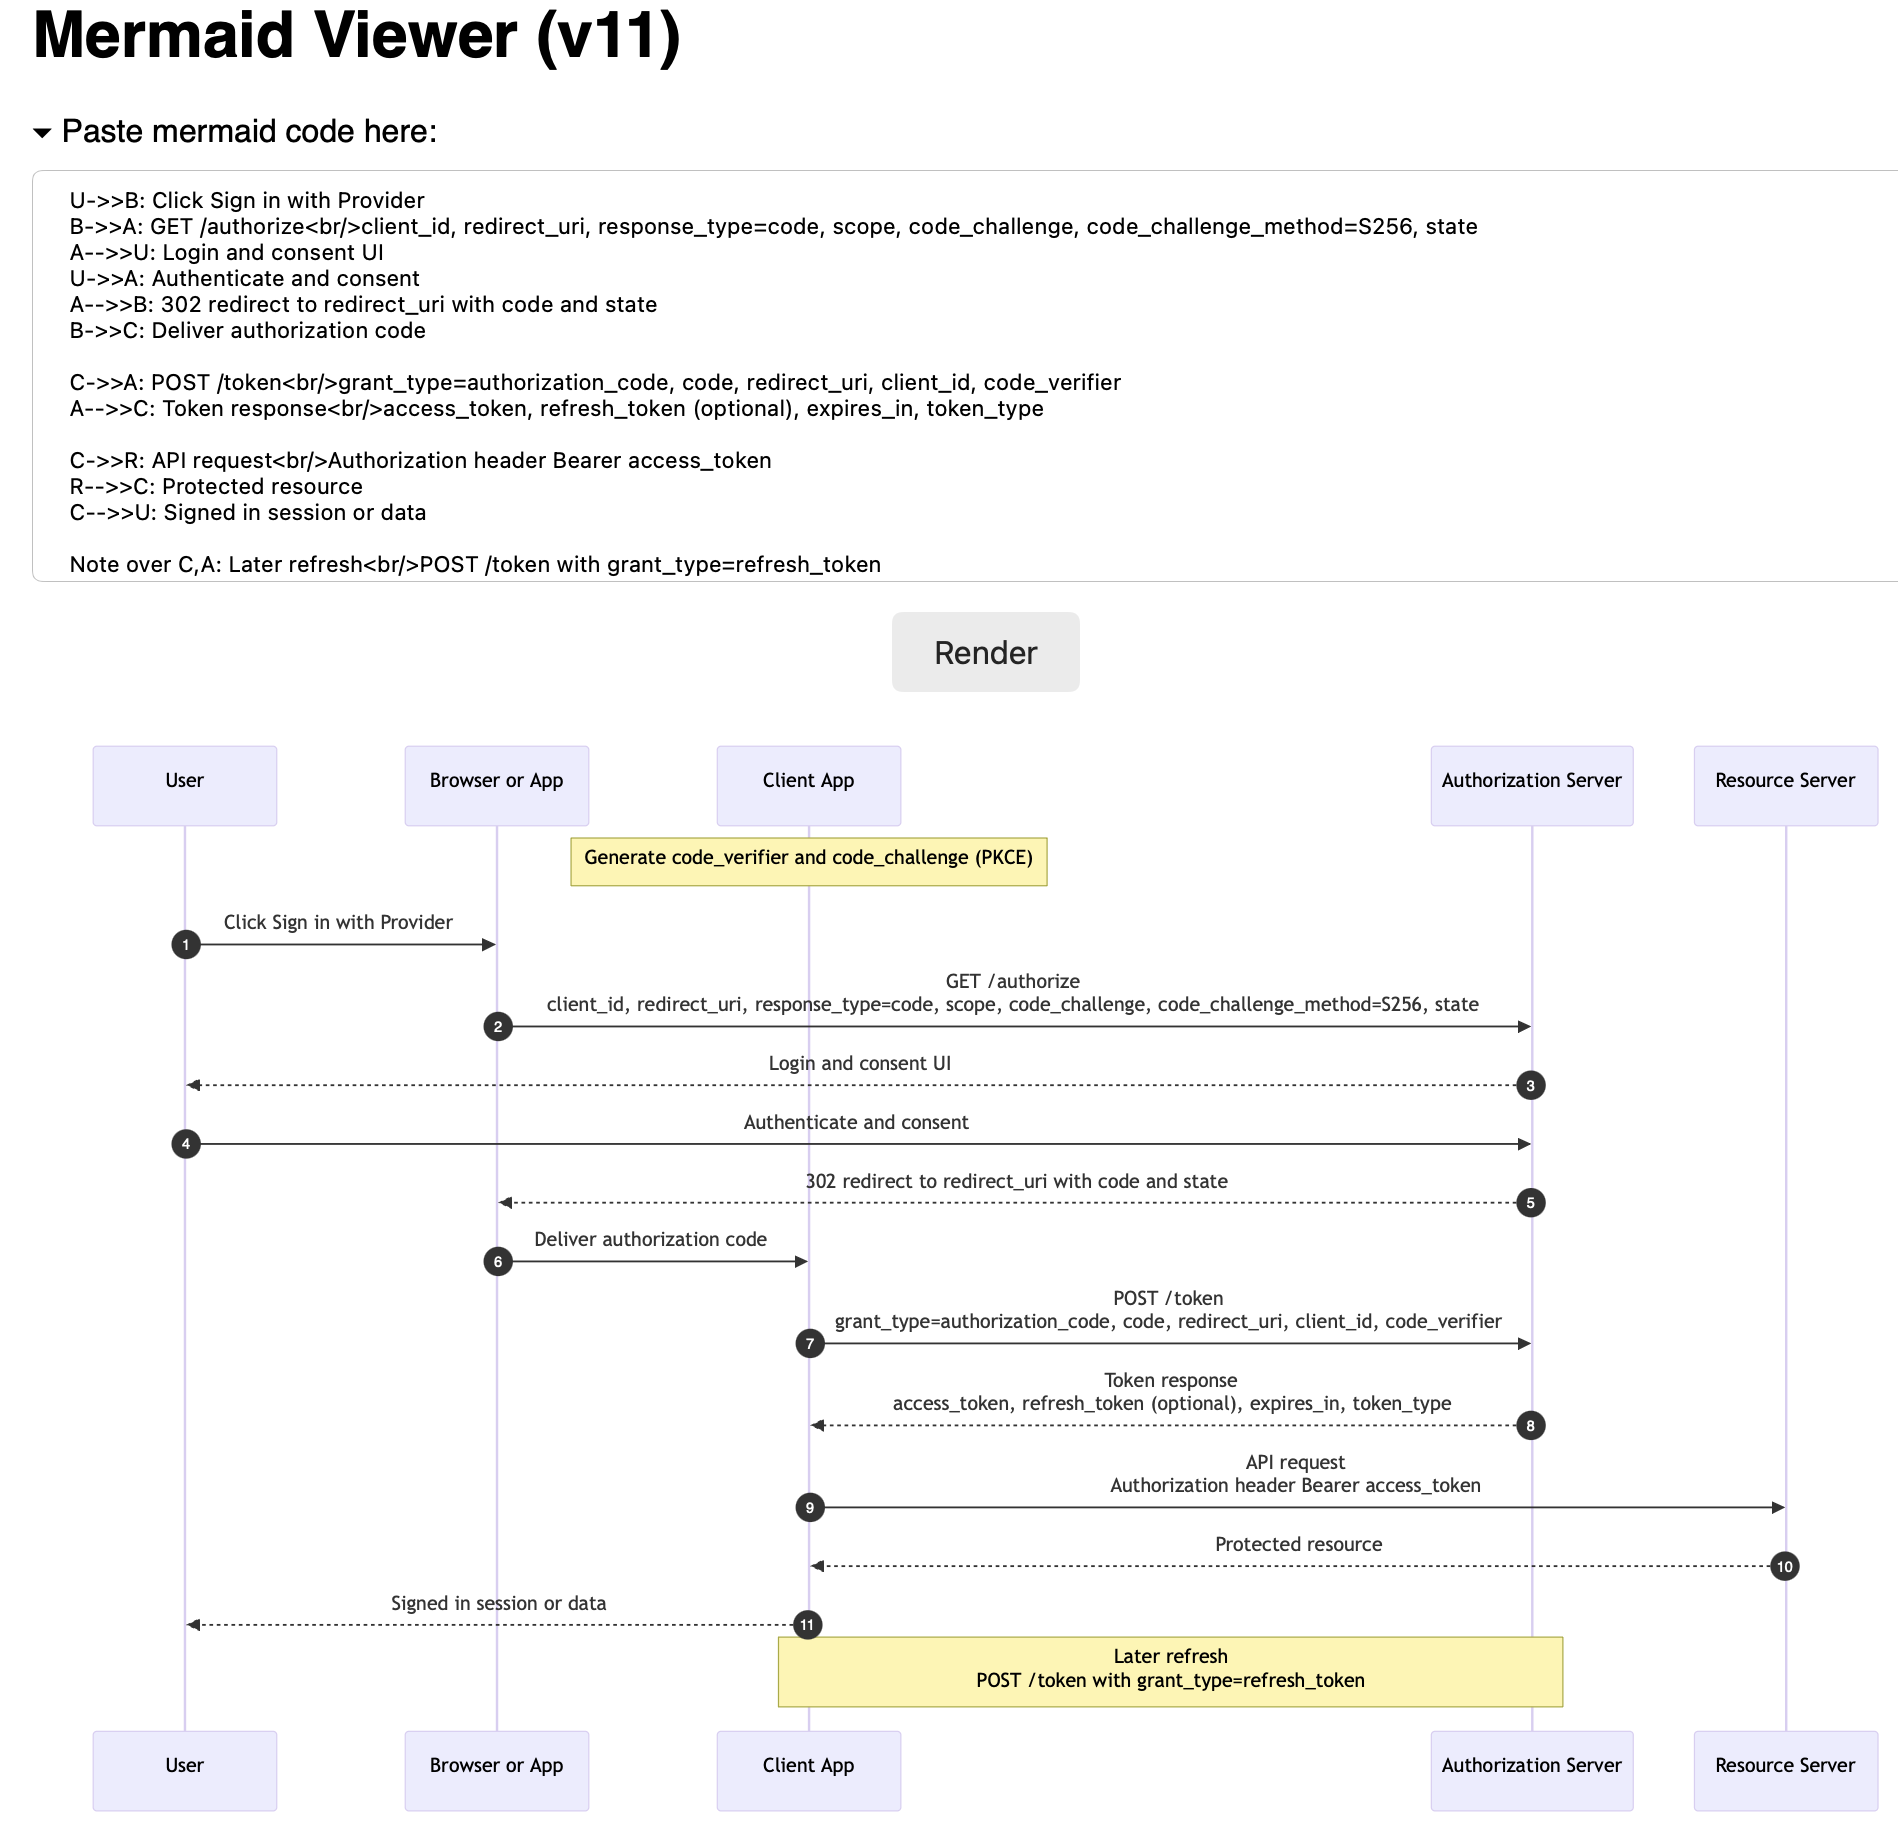 Mermaid Viewer (v11)
Paste mermaid code here:
U->>B: Click Sign in with Provider
B->>A: GET /authorize<br/>client_id, redirect_uri, response_type=code, scope, code_challenge, code_challenge_method=S256, state
A-->>U: Login and consent UI
U->>A: Authenticate and consent
A-->>B: 302 redirect to redirect_uri with code and state
B->>C: Deliver authorization code
C->>A: POST /token<br/>grant_type=authorization_code, code, redirect_uri, client_id, code_verifier
A-->>C: Token response<br/>access_token, refresh_token (optional), expires_in, token_type
C->>R: API request<br/>Authorization header Bearer access_token
R-->>C: Protected resource
C-->>U: Signed in session or data
Note over C,A: Later refresh<br/>POST /token with grant_type=refresh_token
Render
User
Browser or App
Client App
Authorization Server
Resource Server
Generate code_verifier and code_challenge (PKCE)
Click Sign in with Provider
1
GET /authorize
client_id, redirect_uri, response_type=code, scope, code_challenge, code_challenge_method=S256, state
2
Login and consent UI
3
Authenticate and consent
4
302 redirect to redirect_uri with code and state
5
Deliver authorization code
6
POST /token
grant_type=authorization_code, code, redirect_uri, client_id, code_verifier
7
Token response
access_token, refresh_token (optional), expires_in, token_type
8
API request
Authorization header Bearer access_token
9
Protected resource
10
Signed in session or data
11
Later refresh
POST /token with grant_type=refresh_token
User
Browser or App
Client App
Authorization Server
Resource Server